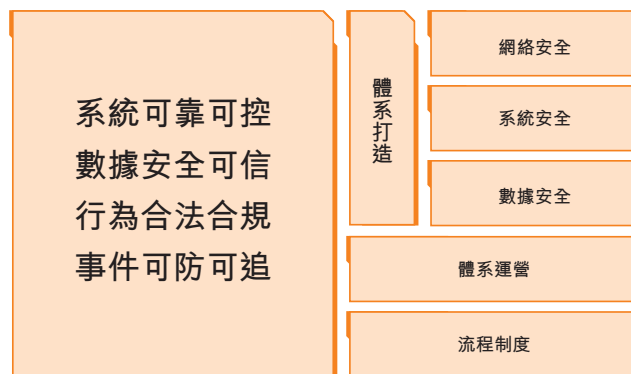 系統可靠可控
數據安全可信
行為合法合規
事件可防可追
體系打造
網絡安全
系統安全
數據安全
體系運營
流程制度